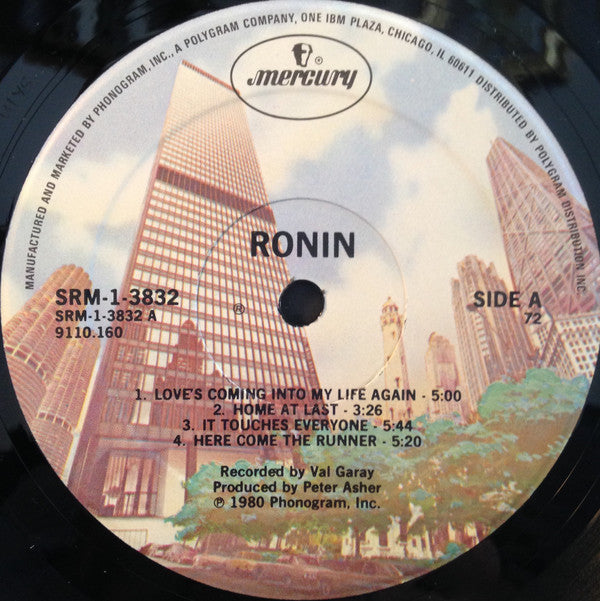 MANUFACTURED AND MARKETED BY PHONOGRAM, INC., A POLYGRAM COMPANY, ONE IBM PLAZA, CHICAGO, IL 60611 DISTRIBUTED BY POLYGRAM DISTRIBUTION, INC.
®
mercury
RONIN
SRM-1-3832
SRM-1-3832 A
9110.160
®
SIDE A
72
1. LOVE'S COMING INTO MY LIFE AGAIN - 5:00
2. HOME AT LAST - 3:26
3. IT TOUCHES EVERYONE - 5:44
4. HERE COME THE RUNNER - 5:20
Recorded by Val Garay
Produced by Peter Asher
℗ 1980 Phonogram, Inc.